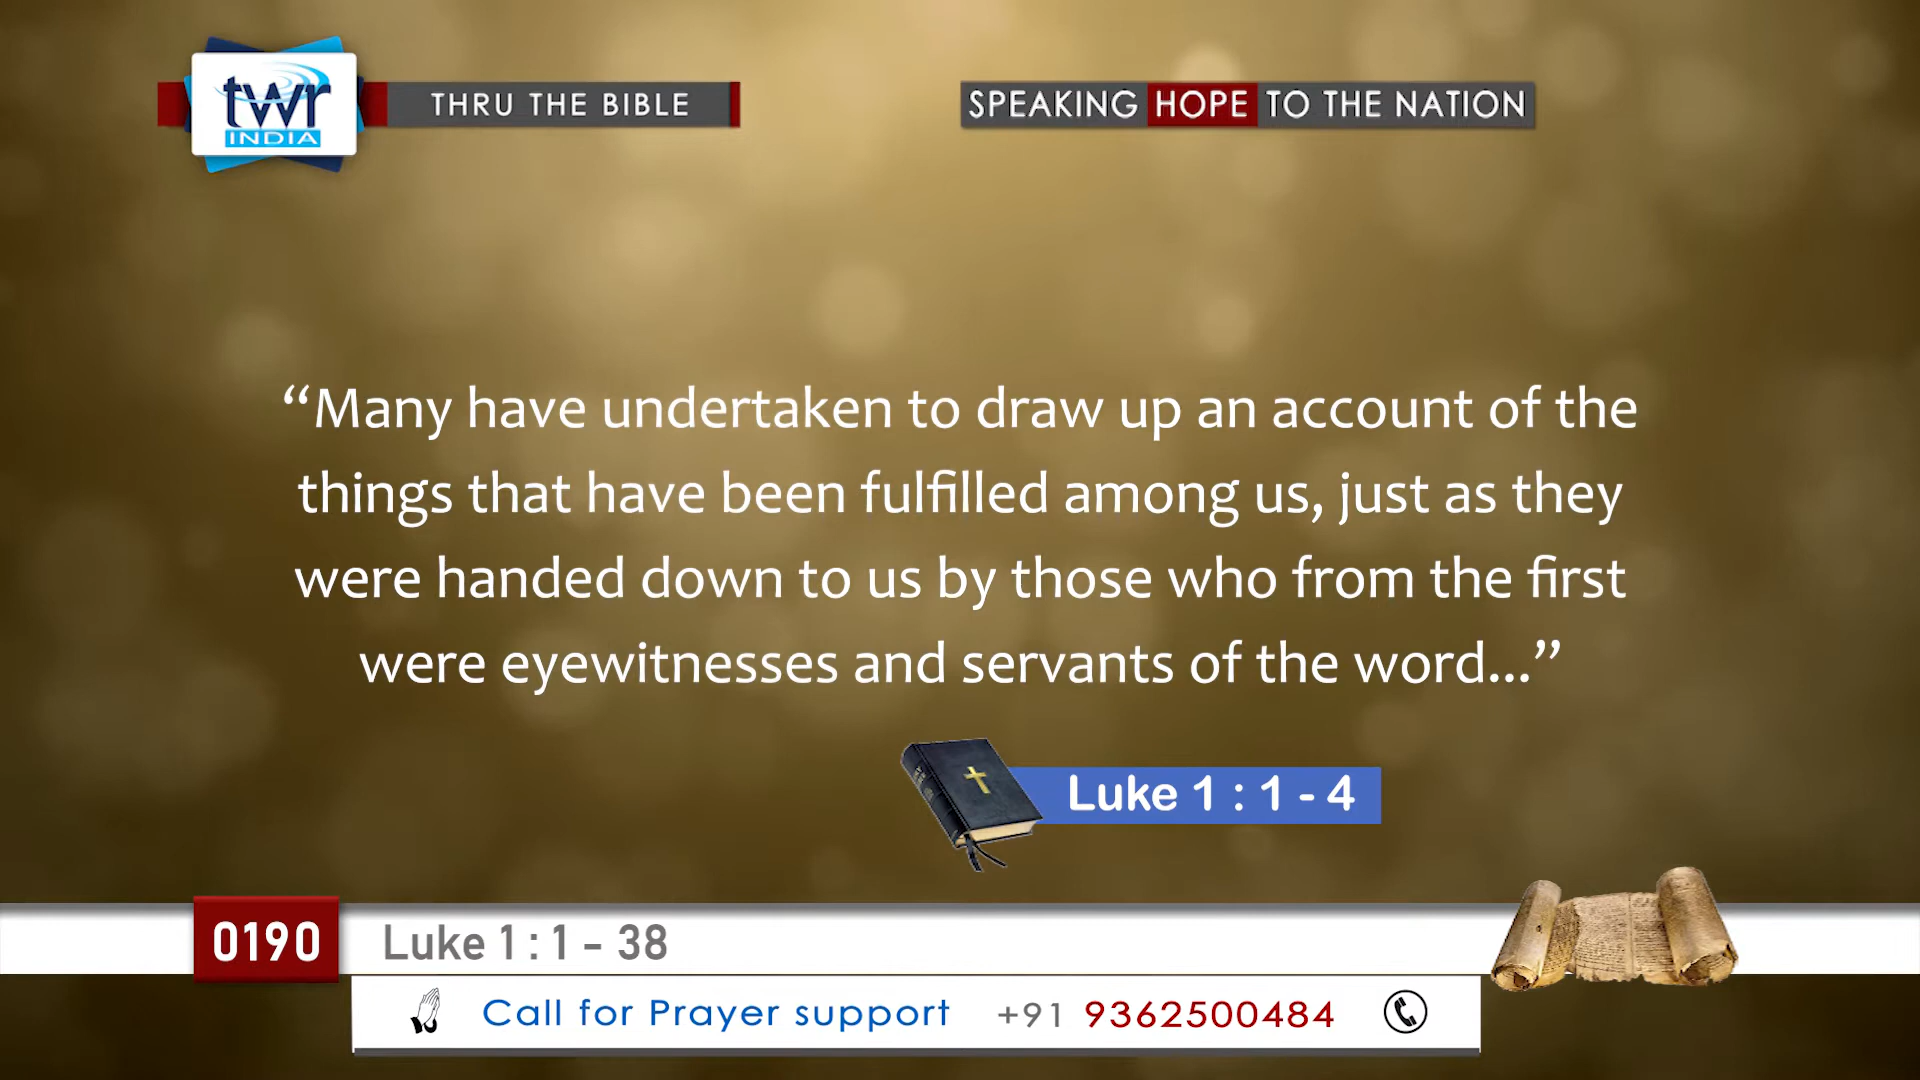 twr
INDIA
THRU THE BIBLE
SPEAKING HOPE TO THE NATION
“Many have undertaken to draw up an account of the
things that have been fulfilled among us, just as they
were handed down to us by those who from the first
were eyewitnesses and servants of the word...”
Luke 1 : 1 - 4
0190
Luke 1 : 1 - 38
Call for Prayer support +91 9362500484